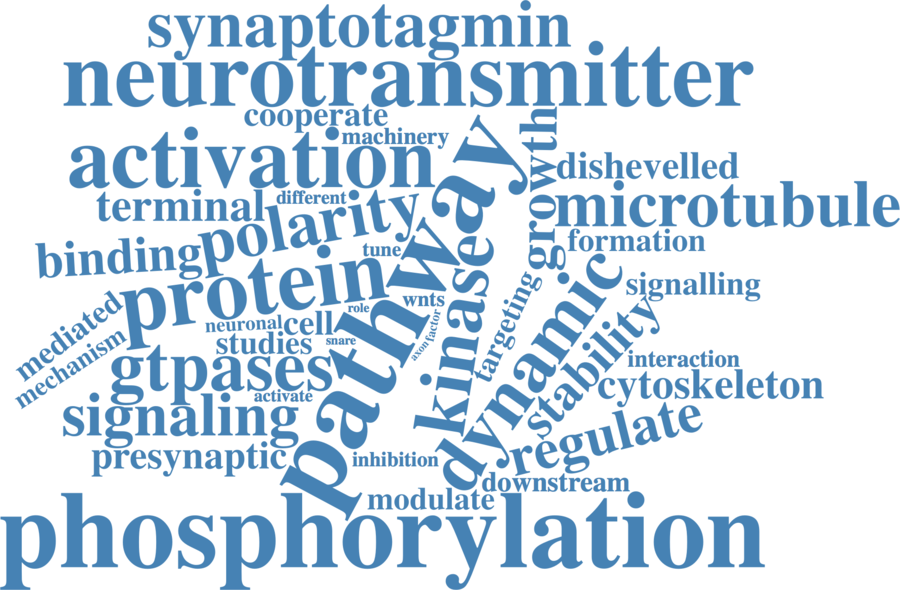 synaptotagmin
neurotransmitter
cooperate
machinery
activation
pathway
growth
dishevelled
different
terminal
polarity
microtubule
binding
tune
formation
protein
kinase
dynamic
signalling
mediated
role
wnts
targeting
neuronal
cell
factor
axon
snare
studies
mechanism
stability
gtpases
interaction
activate
cytoskeleton
signaling
regulate
presynaptic
inhibition
downstream
modulate
phosphorylation